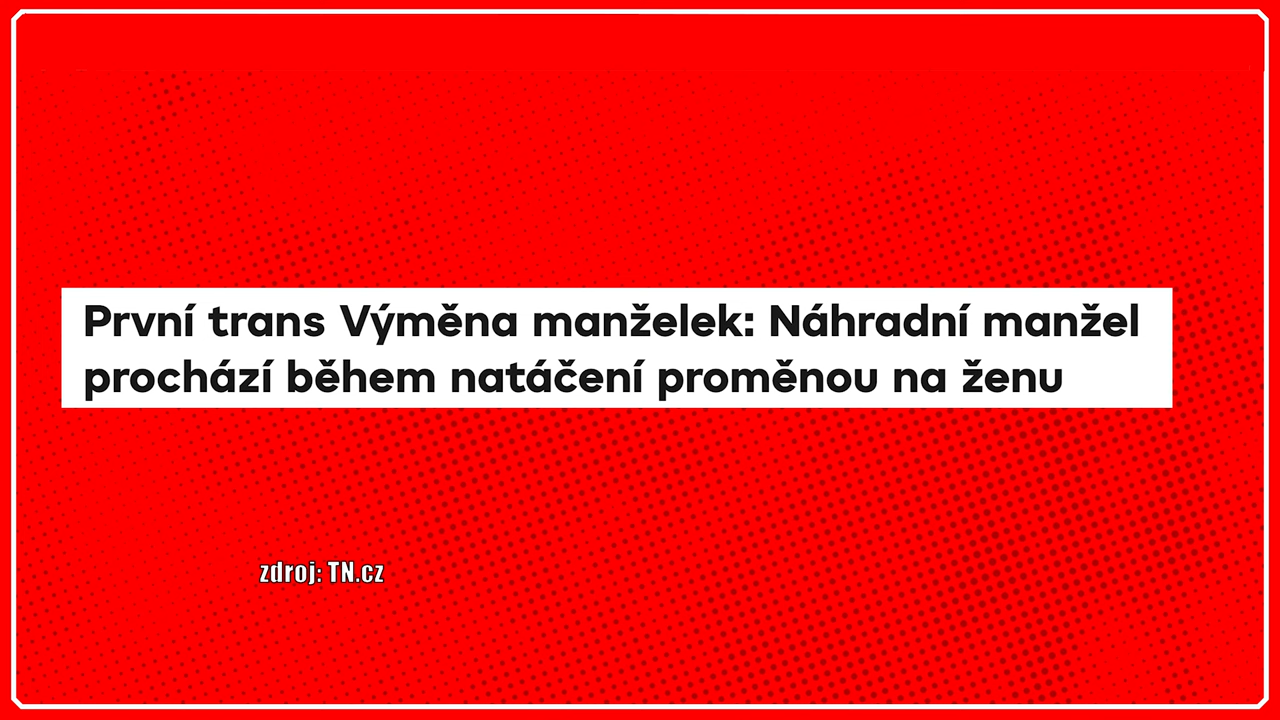 První trans Výměna manželek: Náhradní manžel
prochází během natáčení proměnou na ženu
zdroj: TN.cz